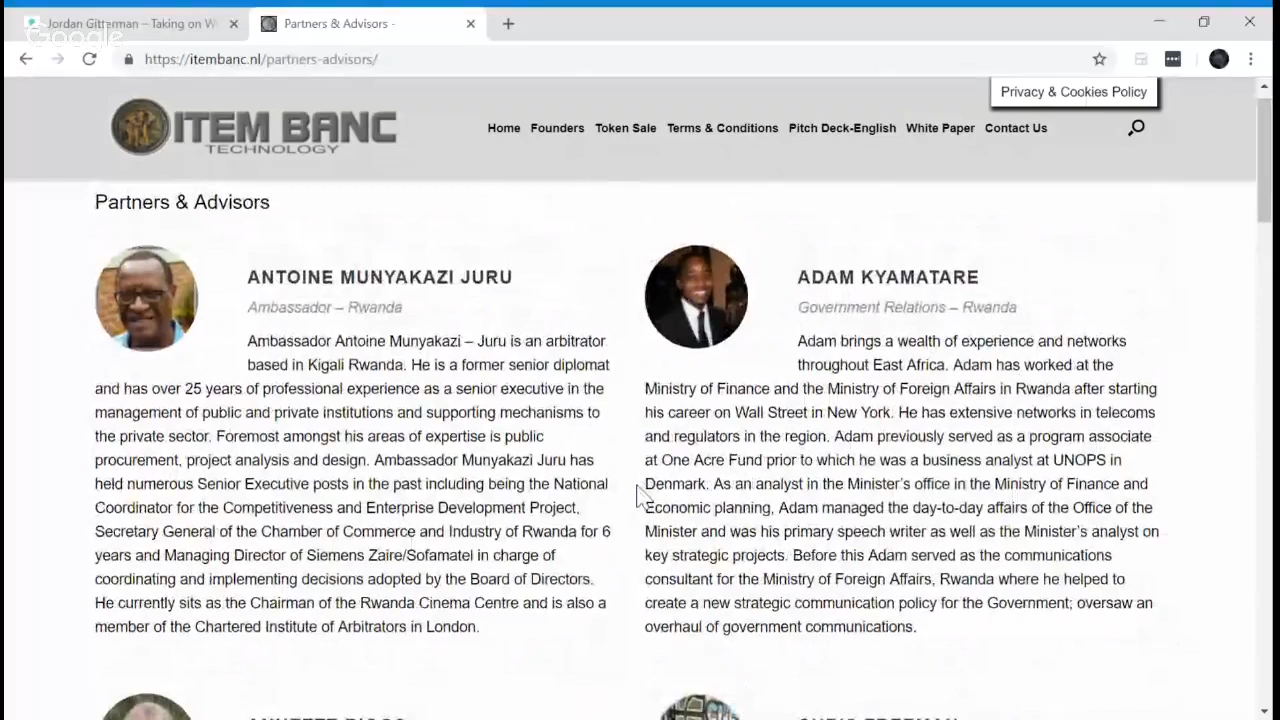 Jordan Gitterman – Taking on W
Partners & Advisors -
Google
https://itembanc.nl/partners-advisors/
Privacy & Cookies Policy
ITEM BANC
TECHNOLOGY
Home Founders Token Sale Terms & Conditions Pitch Deck-English White Paper Contact Us
Partners & Advisors
ANTOINE MUNYAKAZI JURU
Ambassador – Rwanda
Ambassador Antoine Munyakazi – Juru is an arbitrator
based in Kigali Rwanda. He is a former senior diplomat
and has over 25 years of professional experience as a senior executive in the
management of public and private institutions and supporting mechanisms to
the private sector. Foremost amongst his areas of expertise is public
procurement, project analysis and design. Ambassador Munyakazi Juru has
held numerous Senior Executive posts in the past including being the National
Coordinator for the Competitiveness and Enterprise Development Project,
Secretary General of the Chamber of Commerce and Industry of Rwanda for 6
years and Managing Director of Siemens Zaire/Sofamatel in charge of
coordinating and implementing decisions adopted by the Board of Directors.
He currently sits as the Chairman of the Rwanda Cinema Centre and is also a
member of the Chartered Institute of Arbitrators in London.
ADAM KYAMATARE
Government Relations – Rwanda
Adam brings a wealth of experience and networks
throughout East Africa. Adam has worked at the
Ministry of Finance and the Ministry of Foreign Affairs in Rwanda after starting
his career on Wall Street in New York. He has extensive networks in telecoms
and regulators in the region. Adam previously served as a program associate
at One Acre Fund prior to which he was a business analyst at UNOPS in
Denmark. As an analyst in the Minister's office in the Ministry of Finance and
Economic planning, Adam managed the day-to-day affairs of the Office of the
Minister and was his primary speech writer as well as the Minister's analyst on
key strategic projects. Before this Adam served as the communications
consultant for the Ministry of Foreign Affairs, Rwanda where he helped to
create a new strategic communication policy for the Government; oversaw an
overhaul of government communications.